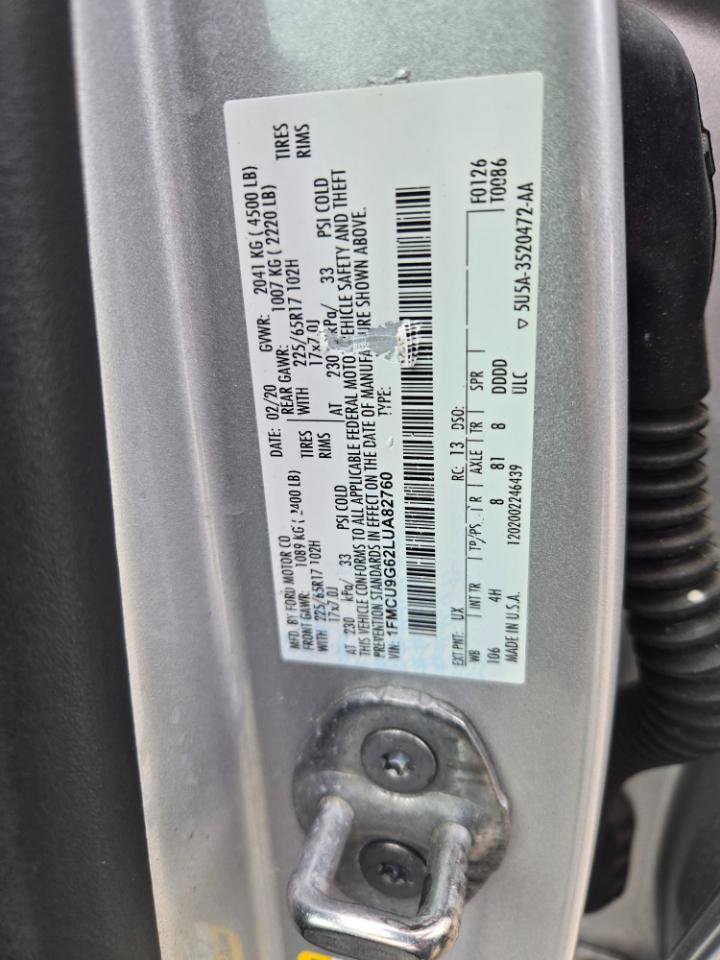 MFD. BY FORD MOTOR CO
DATE: 02/20 GVWR: 2041 KG ( 4500 LB)
FRONT GAWR: 1089 KG ( 2400 LB) REAR GAWR: 1007 KG ( 2220 LB)
WITH 225/65R17 102H TIRES WITH 225/65R17 102H TIRES
17x7.0J RIMS 17x7.0J RIMS
AT 230 kPa/ 33 PSI COLD AT 230 kPa/ 33 PSI COLD
THIS VEHICLE CONFORMS TO ALL APPLICABLE FEDERAL MOTOR VEHICLE SAFETY AND THEFT
PREVENTION STANDARDS IN EFFECT ON THE DATE OF MANUFACTURE SHOWN ABOVE.
VIN: 1FMCU9G62LUA82760 TYPE:
F0126
EXT PNT: UX RC: 13 DSO: T0086
WB INT TR TP/PS R AXLE TR SPR
106 4H 8 81 8 DDDD
MADE IN U.S.A. 1202002246439 ULC ▽ 5U5A-3520472-AA